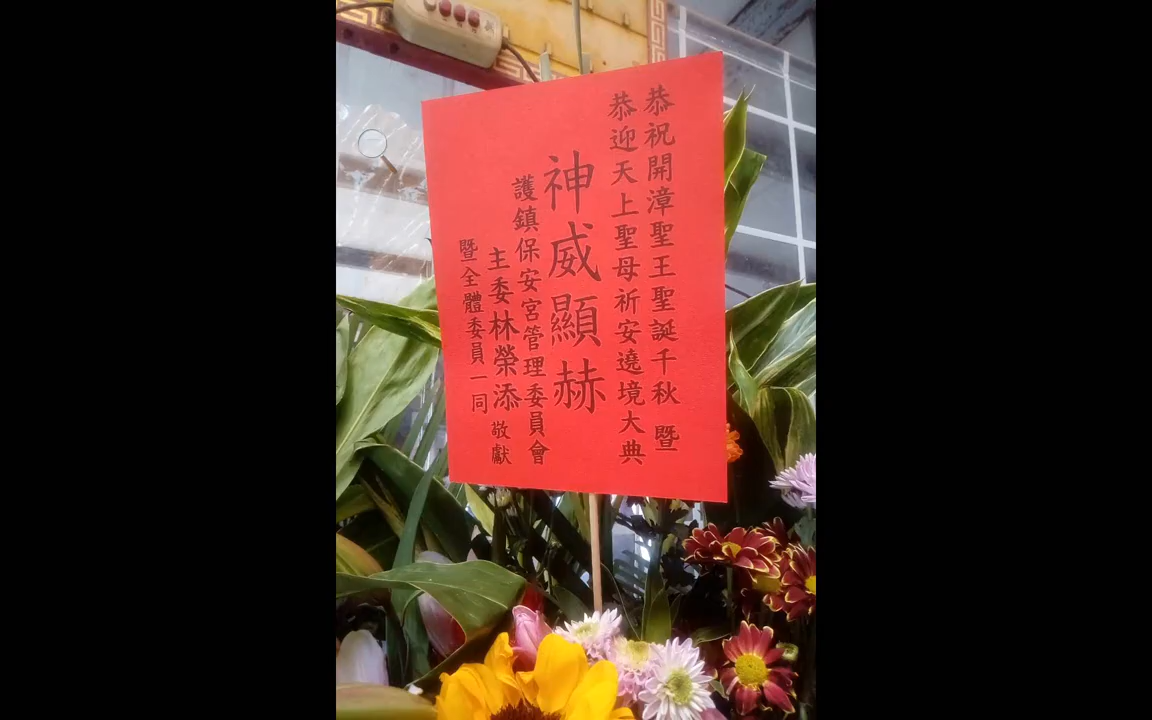 恭祝開漳聖王聖誕千秋 暨
恭迎天上聖母祈安遶境大典
神威顯赫
護鎮保安宮管理委員會
主委林榮添 敬獻
暨全體委員一同